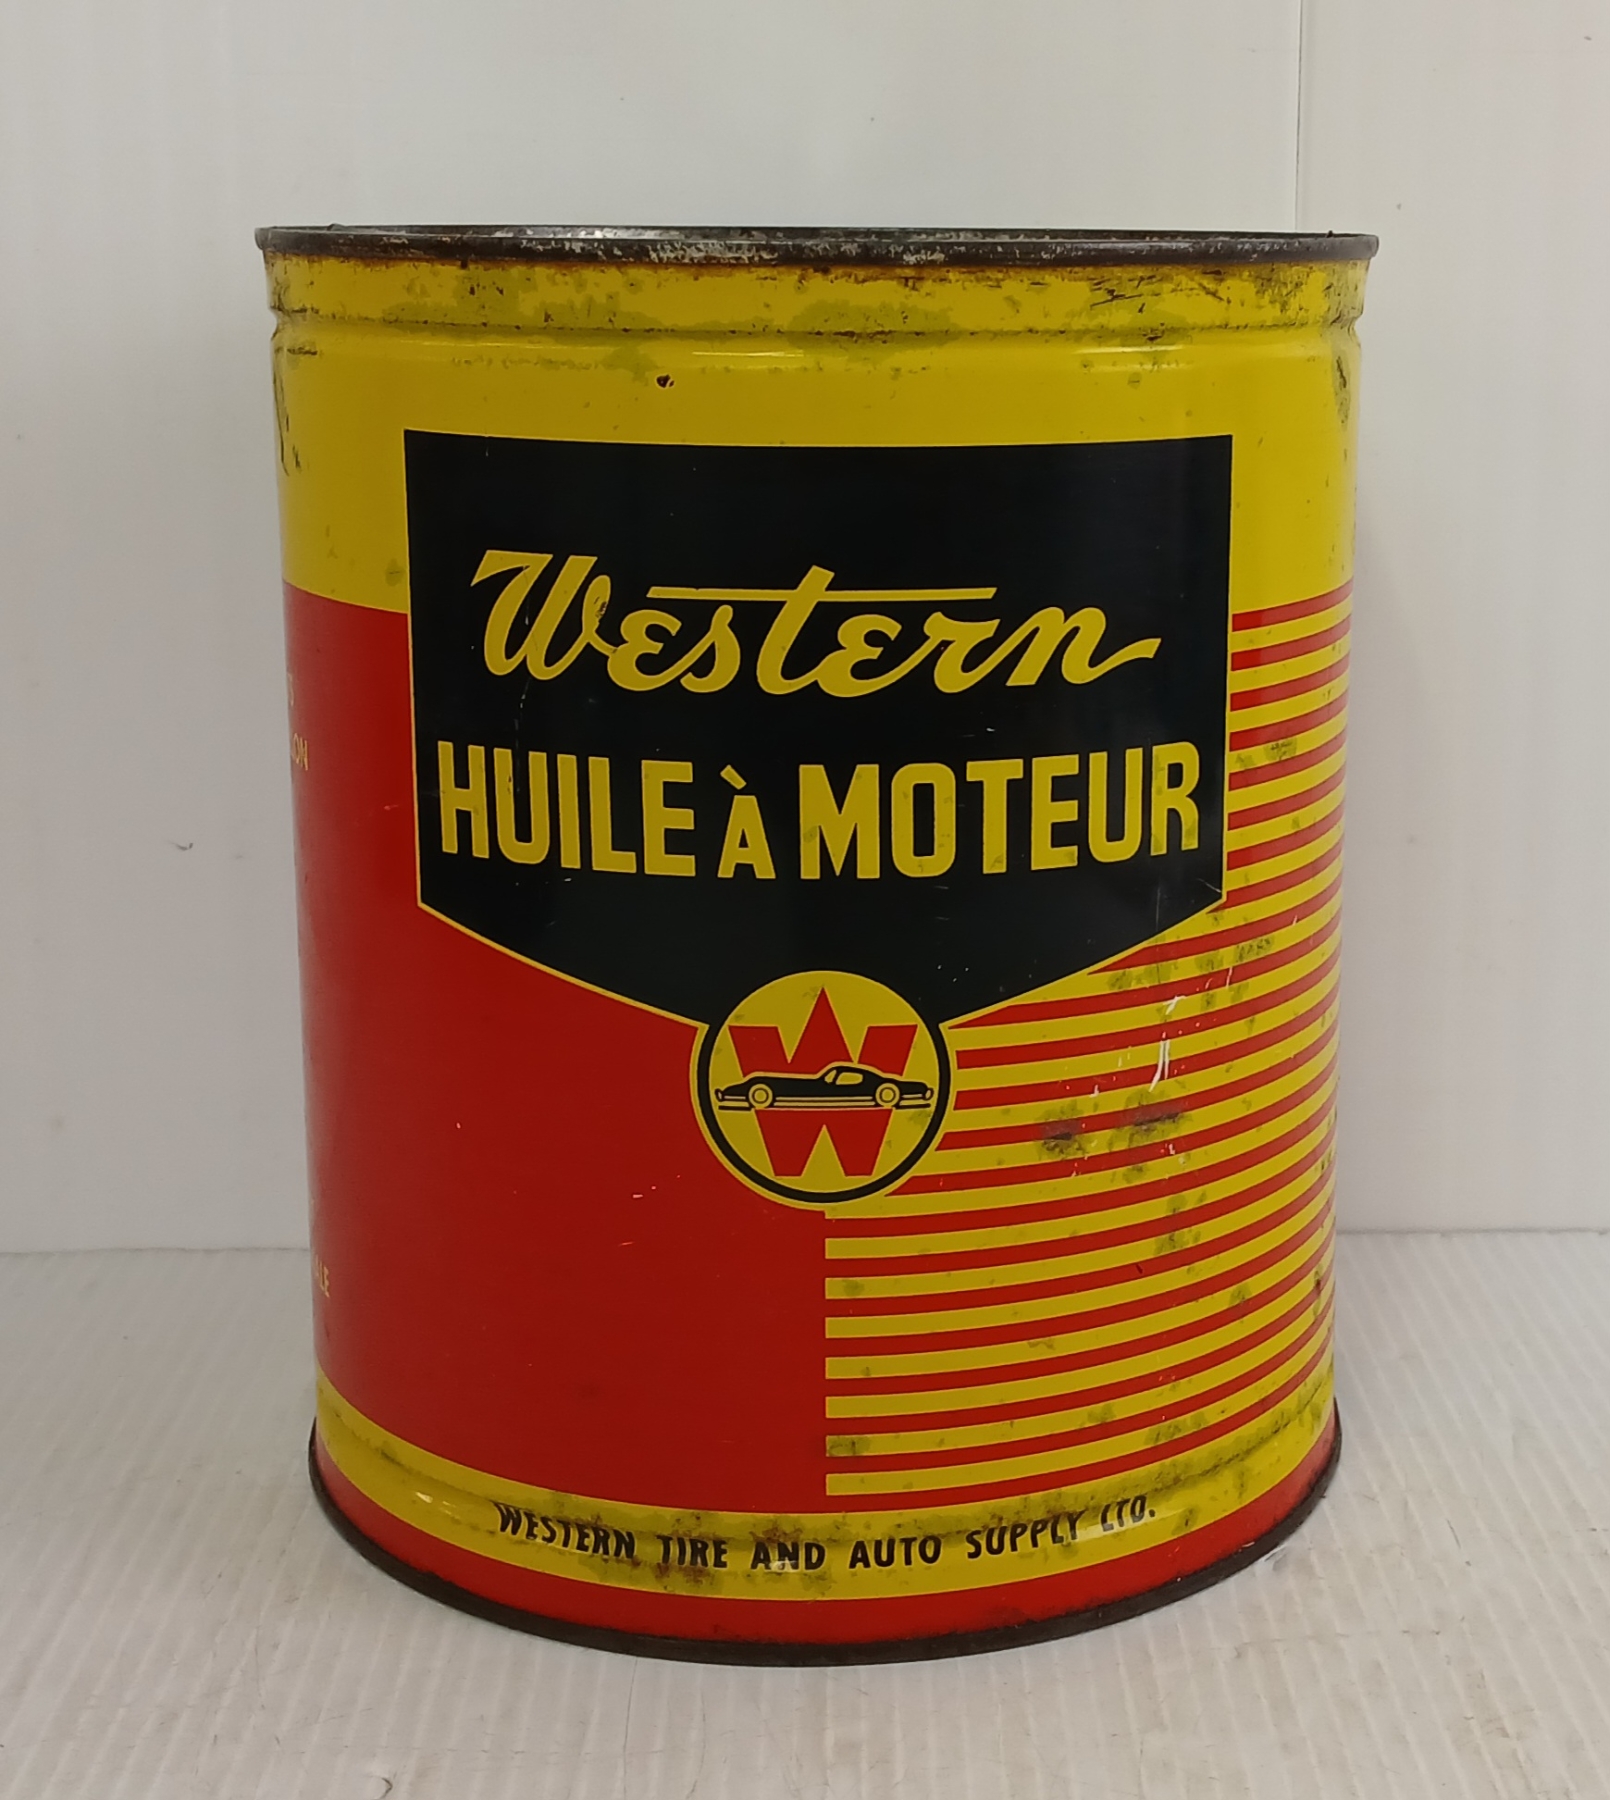 Western
HUILE À MOTEUR
W
WESTERN TIRE AND AUTO SUPPLY LTD.